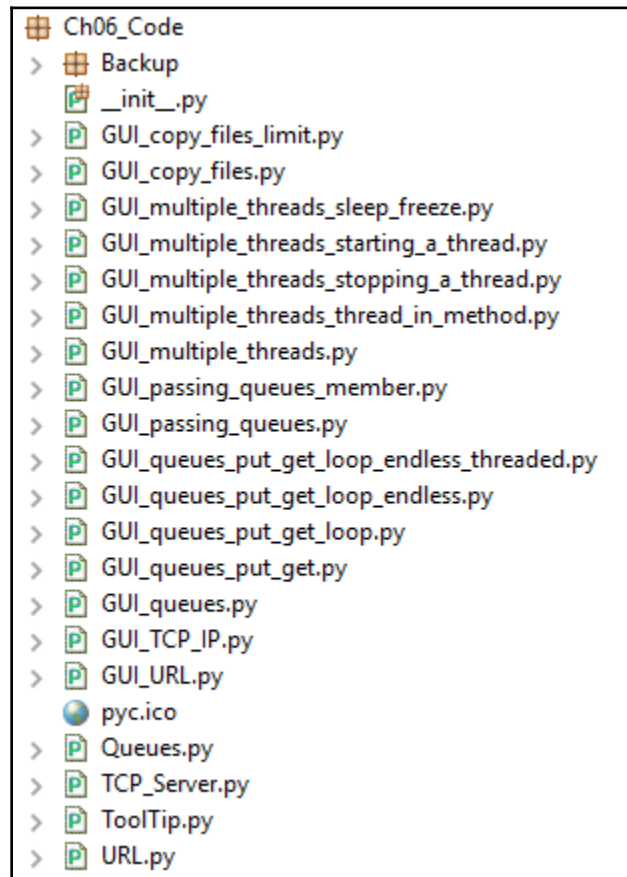 Ch06_Code
Backup
__init__.py
GUI_copy_files_limit.py
GUI_copy_files.py
GUI_multiple_threads_sleep_freeze.py
GUI_multiple_threads_starting_a_thread.py
GUI_multiple_threads_stopping_a_thread.py
GUI_multiple_threads_thread_in_method.py
GUI_multiple_threads.py
GUI_passing_queues_member.py
GUI_passing_queues.py
GUI_queues_put_get_loop_endless_threaded.py
GUI_queues_put_get_loop_endless.py
GUI_queues_put_get_loop.py
GUI_queues_put_get.py
GUI_queues.py
GUI_TCP_IP.py
GUI_URL.py
pyc.ico
Queues.py
TCP_Server.py
ToolTip.py
URL.py